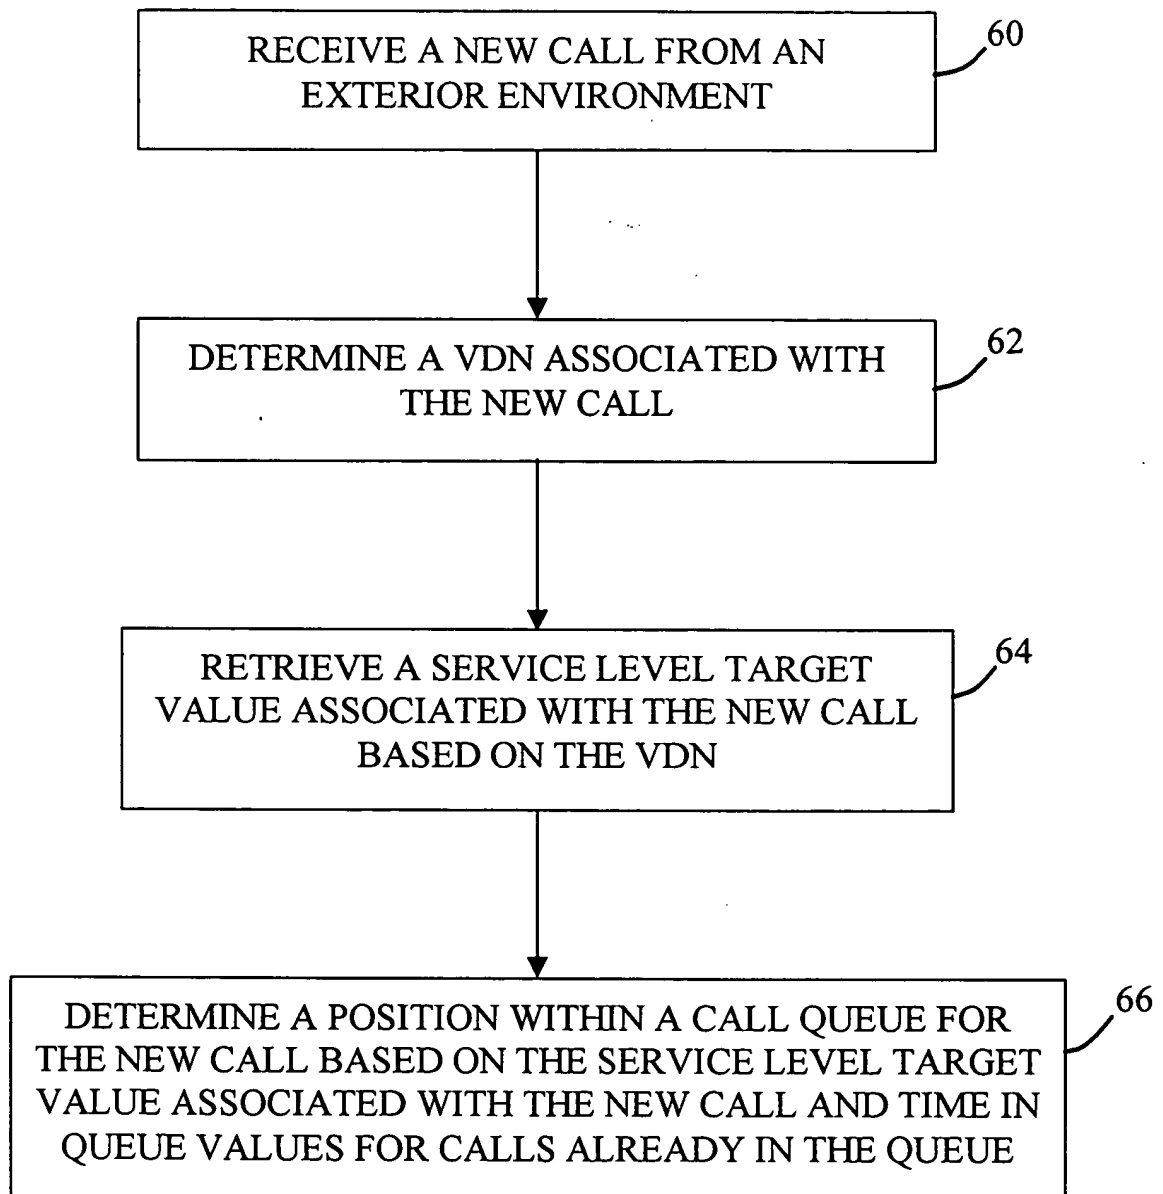 RECEIVE A NEW CALL FROM AN
EXTERIOR ENVIRONMENT
60
DETERMINE A VDN ASSOCIATED WITH
THE NEW CALL
62
RETRIEVE A SERVICE LEVEL TARGET
VALUE ASSOCIATED WITH THE NEW CALL
BASED ON THE VDN
64
DETERMINE A POSITION WITHIN A CALL QUEUE FOR
THE NEW CALL BASED ON THE SERVICE LEVEL TARGET
VALUE ASSOCIATED WITH THE NEW CALL AND TIME IN
QUEUE VALUES FOR CALLS ALREADY IN THE QUEUE
66